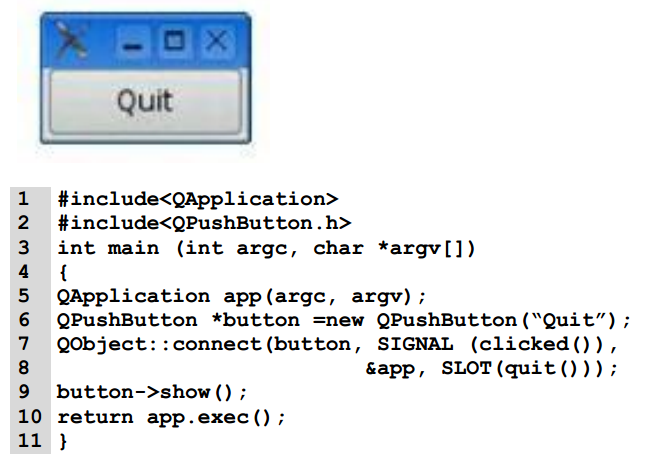 Quit
1 #include<QApplication>
2 #include<QPushButton.h>
3 int main (int argc, char *argv[])
4 {
5 QApplication app(argc, argv);
6 QPushButton *button =new QPushButton(“Quit”);
7 QObject::connect(button, SIGNAL (clicked()),
8 &app, SLOT(quit()));
9 button->show();
10 return app.exec();
11 }